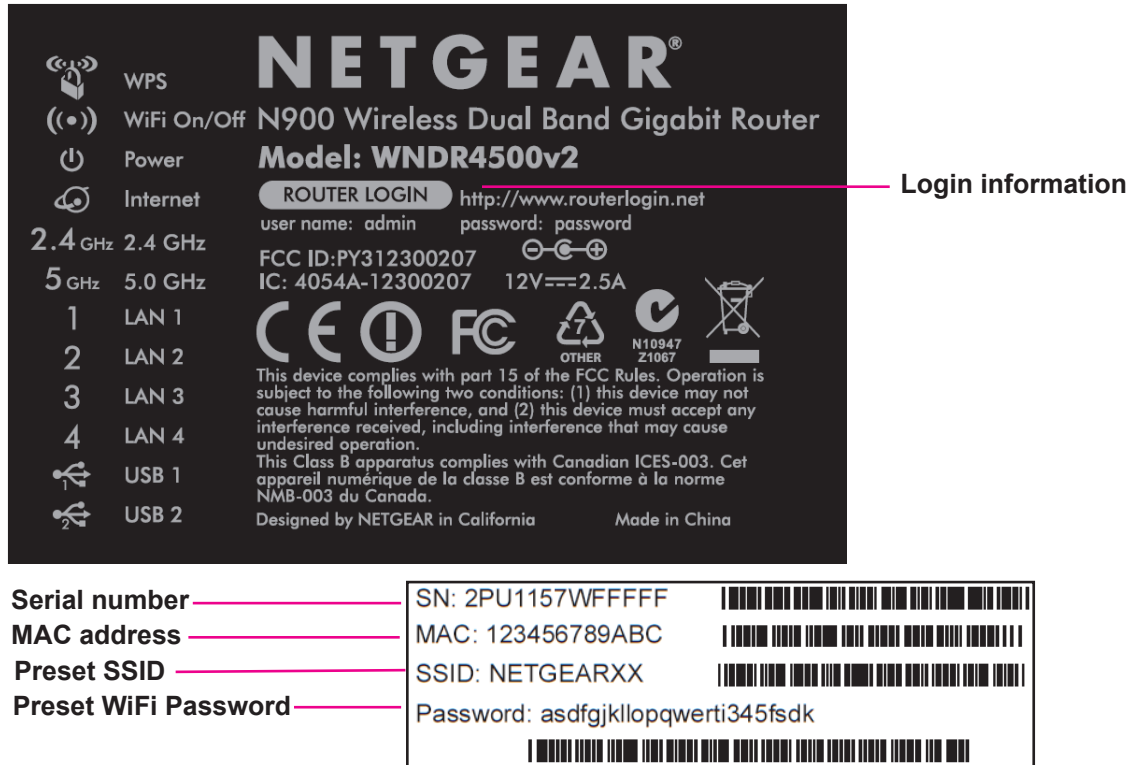 NETGEAR®
WPS
WiFi On/Off
N900 Wireless Dual Band Gigabit Router
Power
Model: WNDR4500v2
Internet
ROUTER LOGIN http://www.routerlogin.net
Login information
user name: admin password: password
2.4 GHz 2.4 GHz
FCC ID:PY312300207
5 GHz 5.0 GHz
IC: 4054A-12300207 12V⎓2.5A
1 LAN 1
CE FC
7
OTHER
N10947
Z1067
2 LAN 2
This device complies with part 15 of the FCC Rules. Operation is
subject to the following two conditions: (1) this device may not
3 LAN 3
cause harmful interference, and (2) this device must accept any
interference received, including interference that may cause
4 LAN 4
undesired operation.
This Class B apparatus complies with Canadian ICES-003. Cet
1 USB 1
appareil numérique de la classe B est conforme à la norme
NMB-003 du Canada.
2 USB 2
Designed by NETGEAR in California Made in China
Serial number
SN: 2PU1157WFFFFF
MAC address
MAC: 123456789ABC
Preset SSID
SSID: NETGEARXX
Preset WiFi Password
Password: asdfgjkllopqwerti345fsdk